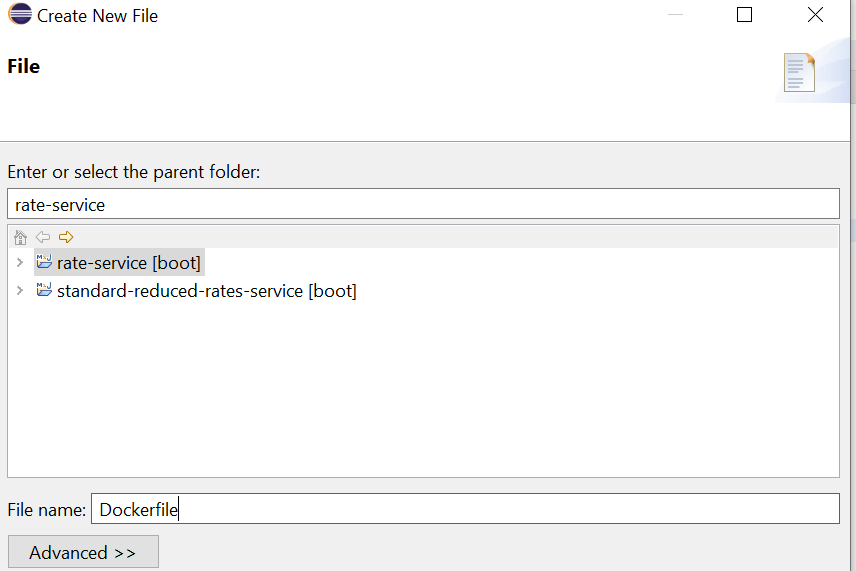 Create New File
File
Enter or select the parent folder:
rate-service
rate-service [boot]
standard-reduced-rates-service [boot]
File name: Dockerfile
Advanced >>